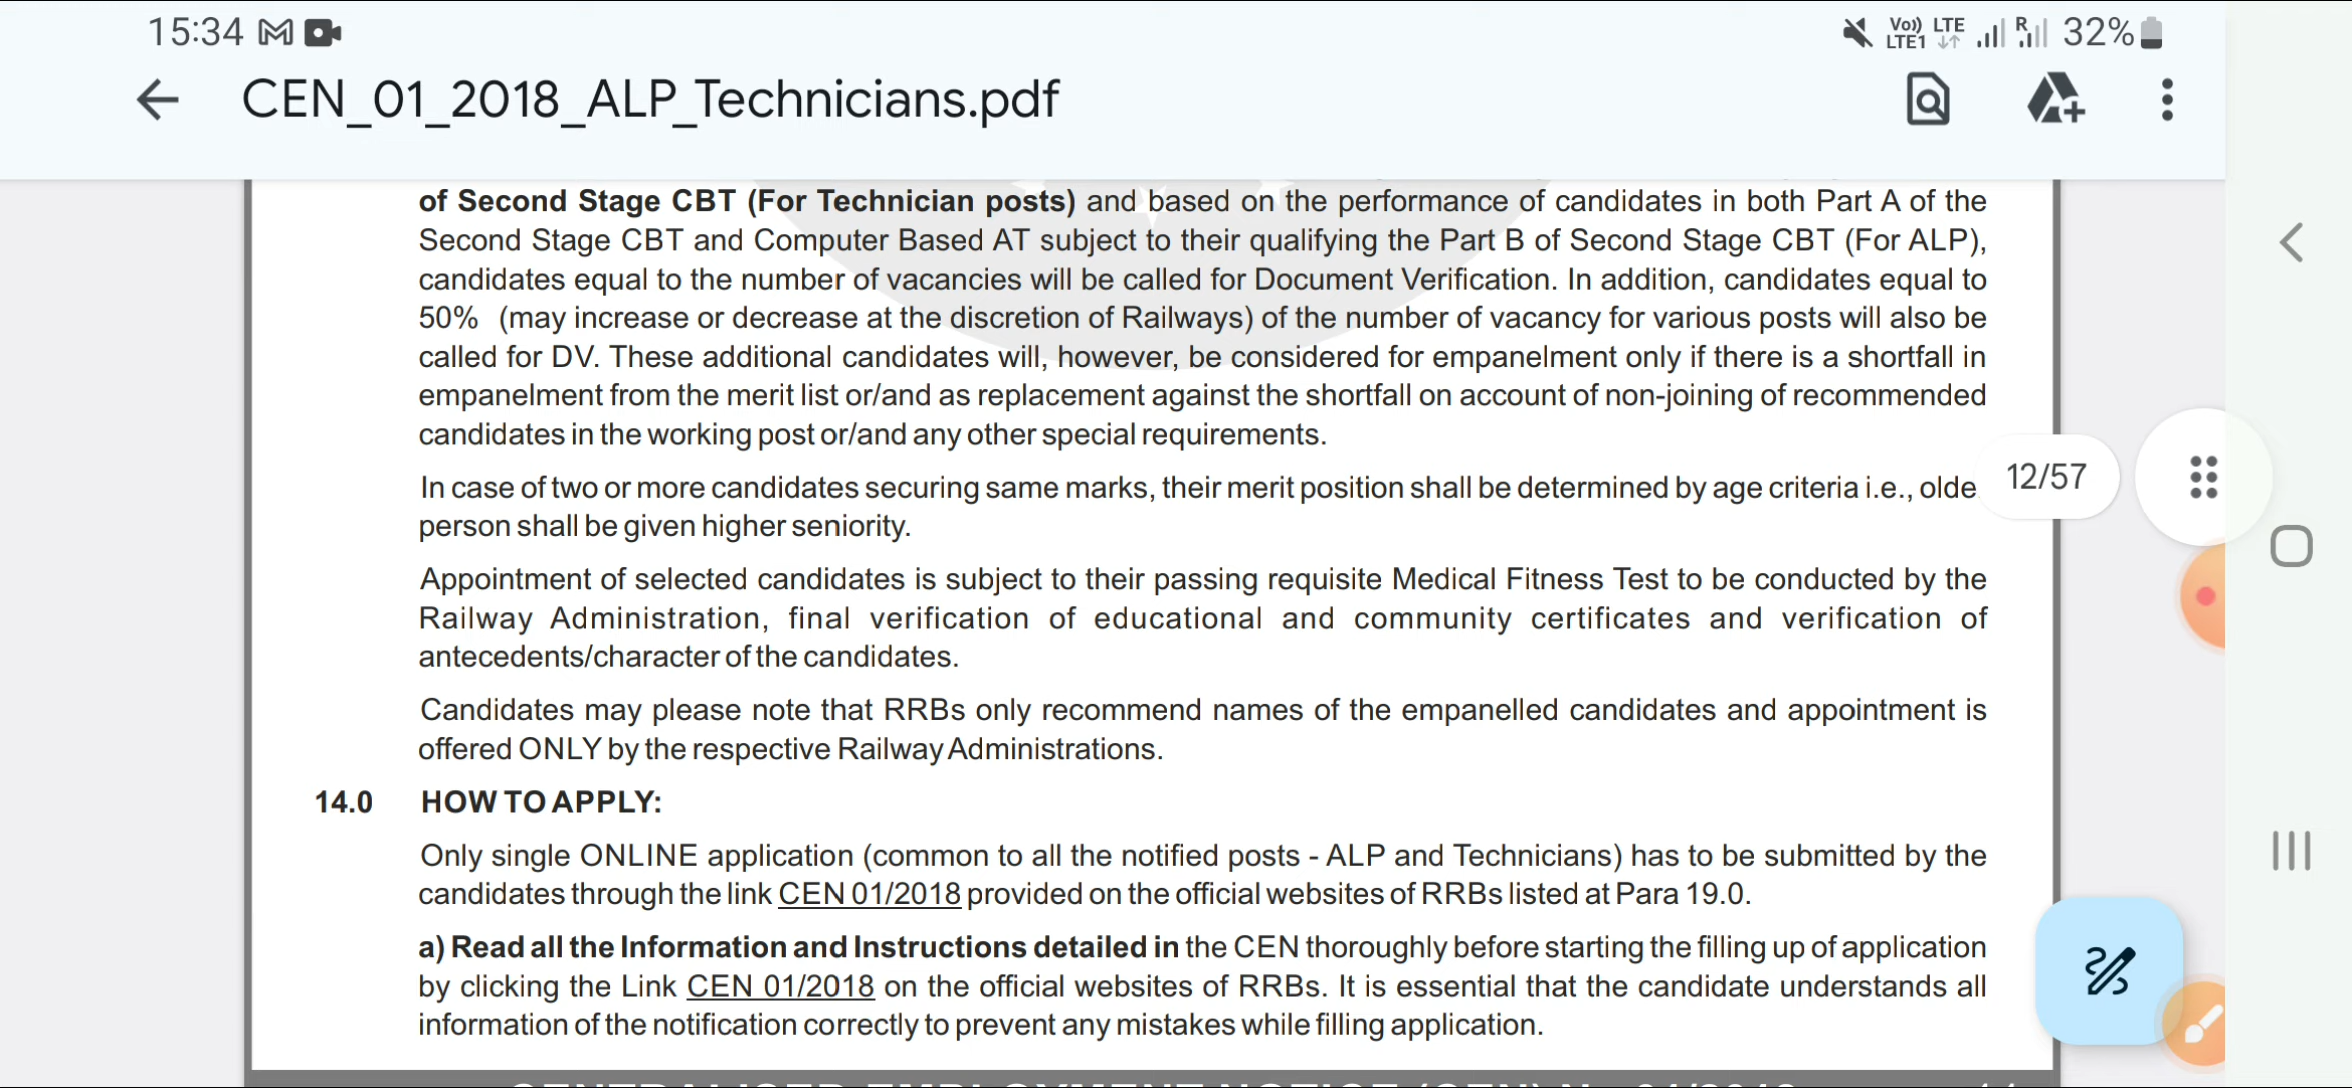 15:34
Vo)) LTE
LTE1
R
32%
CEN_01_2018_ALP_Technicians.pdf
of Second Stage CBT (For Technician posts) and based on the performance of candidates in both Part A of the
Second Stage CBT and Computer Based AT subject to their qualifying the Part B of Second Stage CBT (For ALP),
candidates equal to the number of vacancies will be called for Document Verification. In addition, candidates equal to
50% (may increase or decrease at the discretion of Railways) of the number of vacancy for various posts will also be
called for DV. These additional candidates will, however, be considered for empanelment only if there is a shortfall in
empanelment from the merit list or/and as replacement against the shortfall on account of non-joining of recommended
candidates in the working post or/and any other special requirements.
In case of two or more candidates securing same marks, their merit position shall be determined by age criteria i.e., olde
12/57
person shall be given higher seniority.
Appointment of selected candidates is subject to their passing requisite Medical Fitness Test to be conducted by the
Railway Administration, final verification of educational and community certificates and verification of
antecedents/character of the candidates.
Candidates may please note that RRBs only recommend names of the empanelled candidates and appointment is
offered ONLY by the respective Railway Administrations.
14.0 HOW TO APPLY:
Only single ONLINE application (common to all the notified posts - ALP and Technicians) has to be submitted by the
candidates through the link CEN 01/2018 provided on the official websites of RRBs listed at Para 19.0.
a) Read all the Information and Instructions detailed in the CEN thoroughly before starting the filling up of application
by clicking the Link CEN 01/2018 on the official websites of RRBs. It is essential that the candidate understands all
information of the notification correctly to prevent any mistakes while filling application.